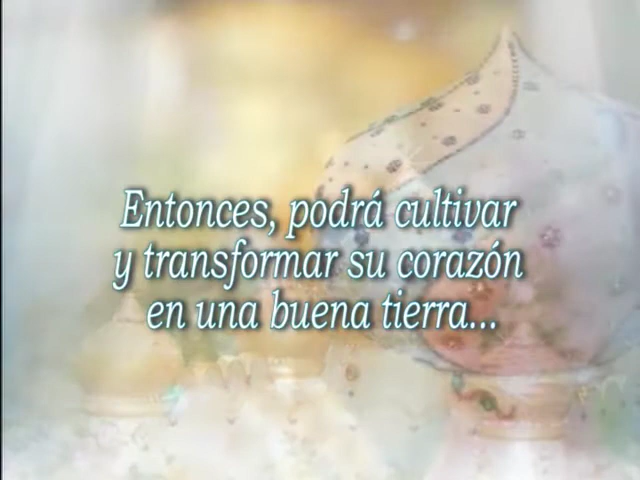 Entonces, podrá cultivar
y transformar su corazón
en una buena tierra...